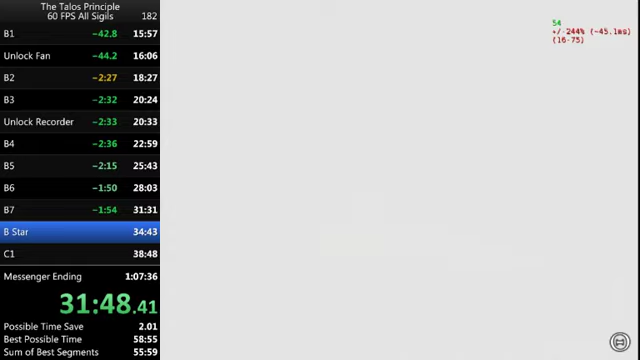 The Talos Principle
60 FPS All Sigils 182
B1 -42.8 15:57
Unlock Fan -44.2 16:06
B2 -2:27 18:27
B3 -2:32 20:24
Unlock Recorder -2:33 20:33
B4 -2:36 22:59
B5 -2:15 25:43
B6 -1:50 28:03
B7 -1:54 31:31
B Star 34:43
C1 38:48
Messenger Ending 1:07:36
31:48.41
Possible Time Save 2.01
Best Possible Time 58:55
Sum of Best Segments 55:59
54
+/-244% (~45.1ms)
(16-75)